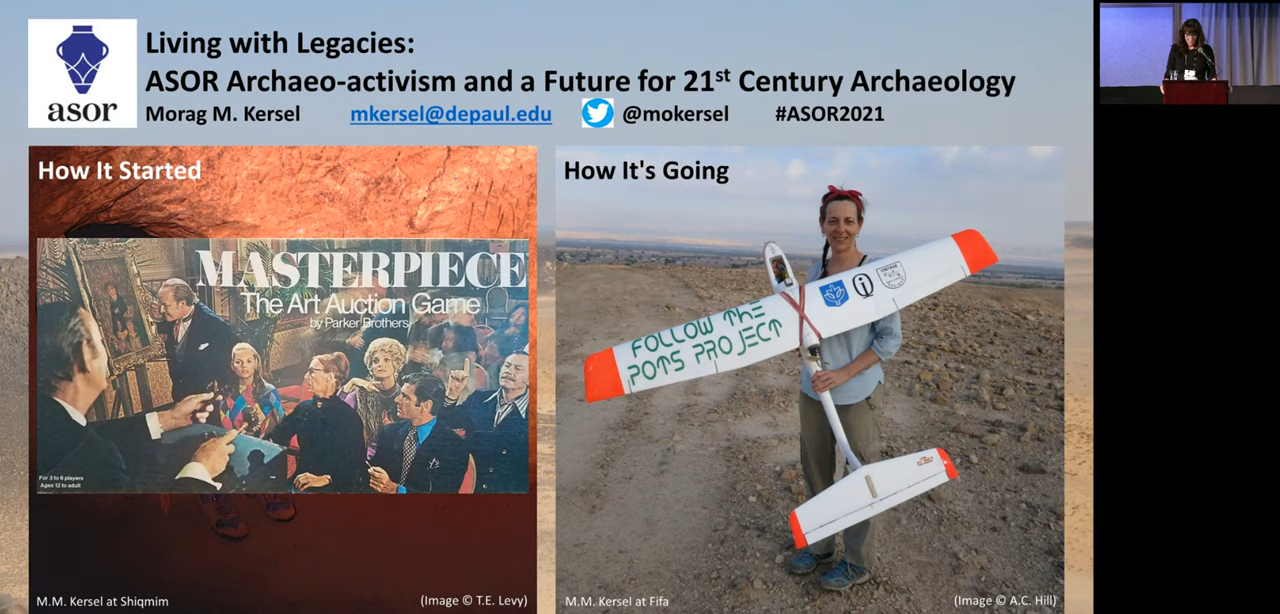 asor
Living with Legacies:
ASOR Archaeo-activism and a Future for 21st Century Archaeology
Morag M. Kersel mkersel@depaul.edu @mokersel #ASOR2021
How It Started
MASTERPIECE
The Art Auction Game
by Parker Brothers
For 3 to 6 players
Ages 12 to adult
M.M. Kersel at Shiqmim (Image © T.E. Levy)
How It's Going
FOLLOW THE
POTS PROJECT
M.M. Kersel at Fifa (Image © A.C. Hill)